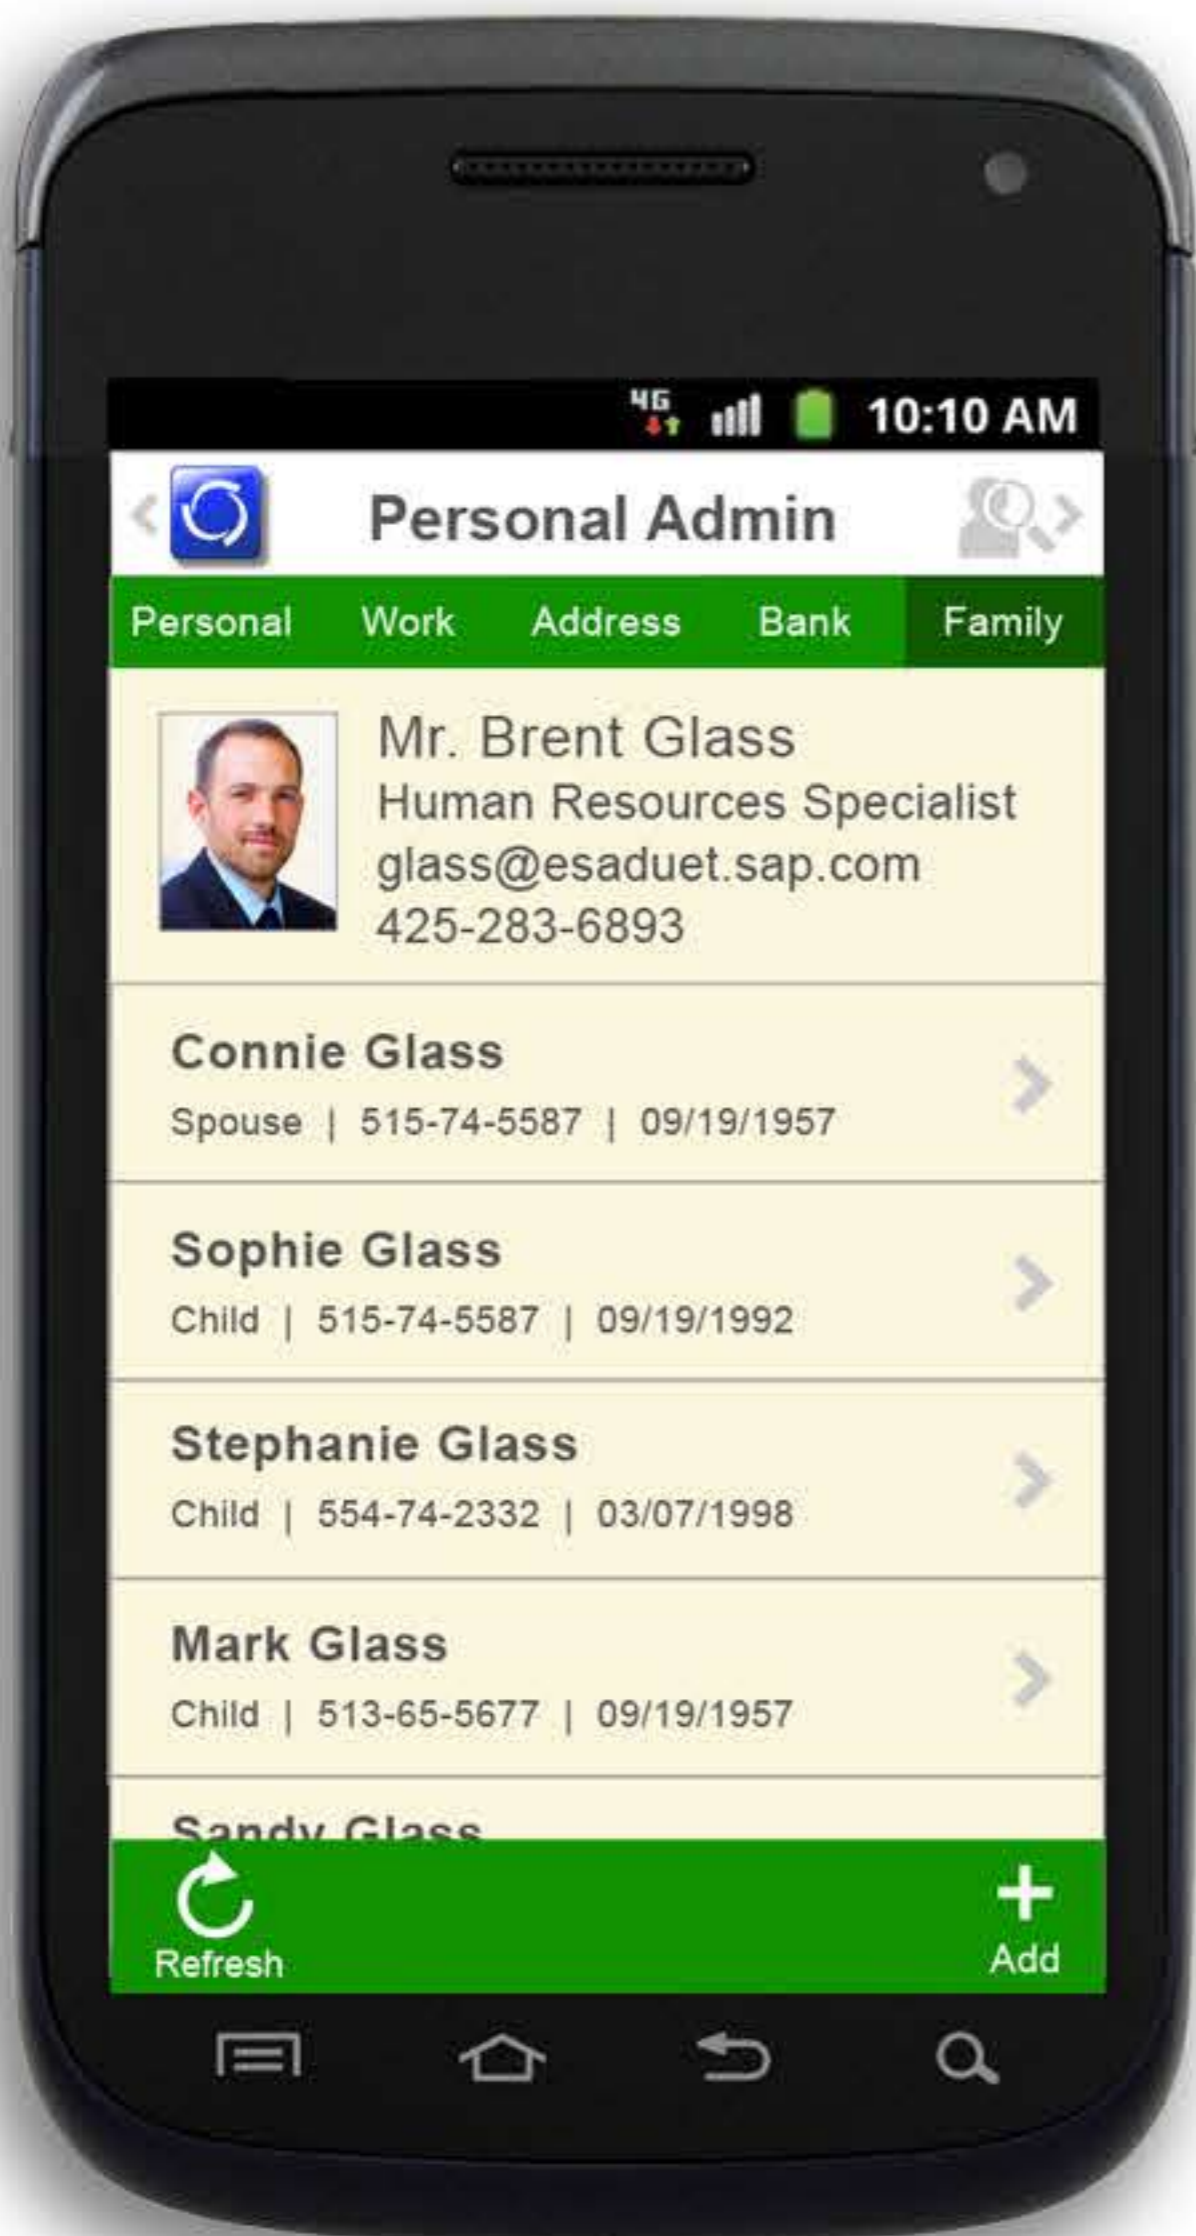 4G
10:10 AM
Personal Admin
Personal Work Address Bank Family
Mr. Brent Glass
Human Resources Specialist
glass@esaduet.sap.com
425-283-6893
Connie Glass
Spouse | 515-74-5587 | 09/19/1957
Sophie Glass
Child | 515-74-5587 | 09/19/1992
Stephanie Glass
Child | 554-74-2332 | 03/07/1998
Mark Glass
Child | 513-65-5677 | 09/19/1957
Sandy Glass
Refresh
Add